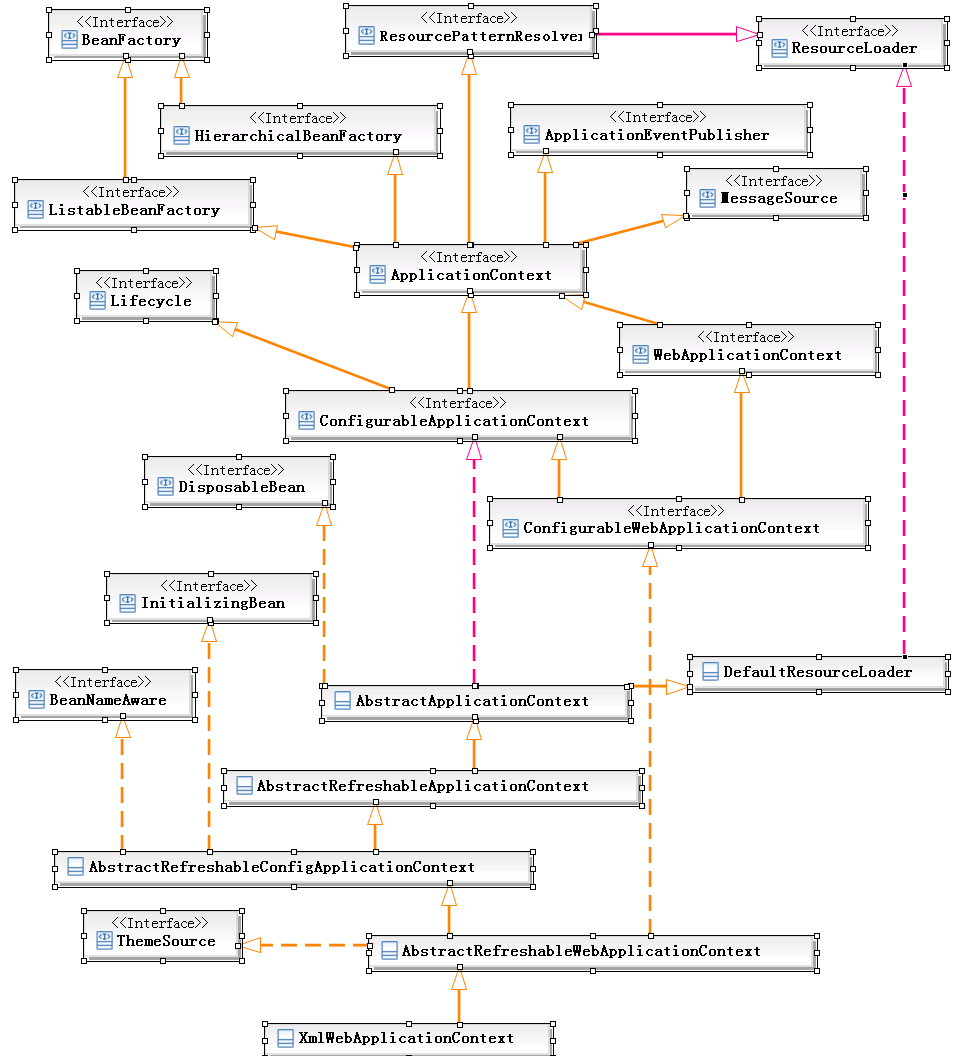 <<Interface>>
BeanFactory
<<Interface>>
ResourcePatternResolver
<<Interface>>
ResourceLoader
<<Interface>>
HierarchicalBeanFactory
<<Interface>>
ApplicationEventPublisher
<<Interface>>
ListableBeanFactory
<<Interface>>
MessageSource
<<Interface>>
ApplicationContext
<<Interface>>
Lifecycle
<<Interface>>
WebApplicationContext
<<Interface>>
ConfigurableApplicationContext
<<Interface>>
DisposableBean
<<Interface>>
ConfigurableWebApplicationContext
<<Interface>>
InitializingBean
<<Interface>>
BeanNameAware
DefaultResourceLoader
AbstractApplicationContext
AbstractRefreshableApplicationContext
AbstractRefreshableConfigApplicationContext
<<Interface>>
ThemeSource
AbstractRefreshableWebApplicationContext
XmlWebApplicationContext